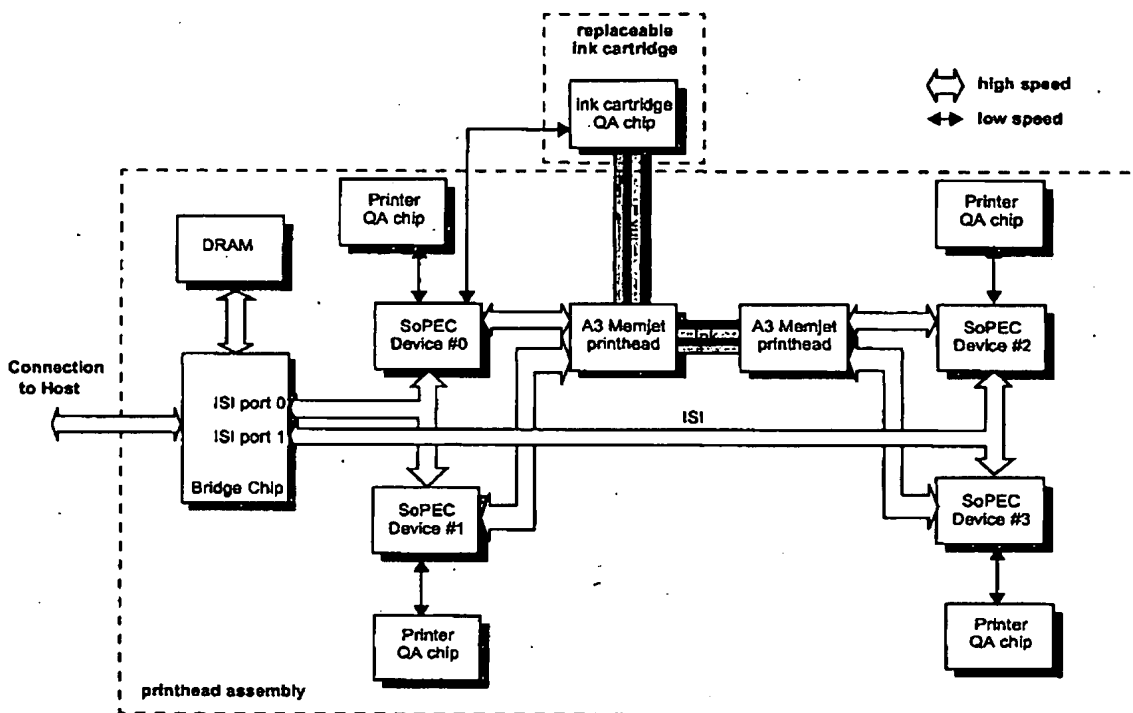 replaceable
ink cartridge
ink cartridge
QA chip
high speed
low speed
Printer
QA chip
Printer
QA chip
DRAM
ink
SoPEC
Device #0
A3 Memjet
printhead
ink
A3 Memjet
printhead
SoPEC
Device #2
Connection
to Host
ISI port 0
ISI port 1
ISI
Bridge Chip
SoPEC
Device #1
SoPEC
Device #3
Printer
QA chip
Printer
QA chip
printhead assembly